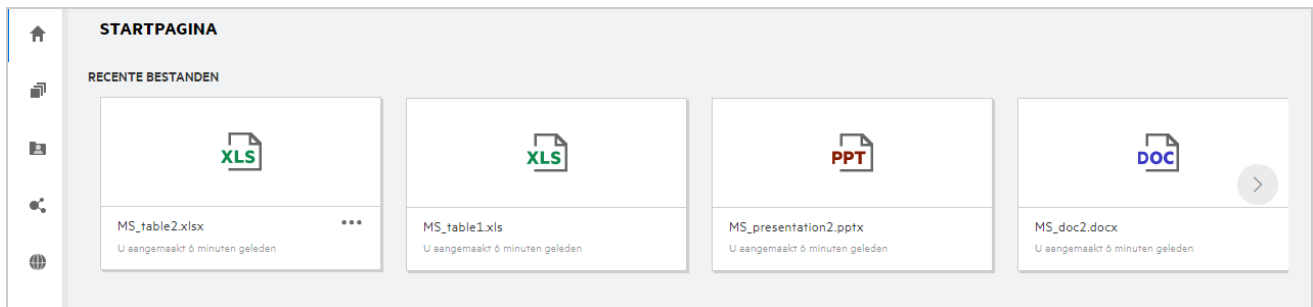 STARTPAGINA
RECENTE BESTANDEN
XLS
XLS
PPT
DOC
MS_table2.xlsx
MS_table1.xls
MS_presentation2.pptx
MS_doc2.docx
U aangemaakt 6 minuten geleden
U aangemaakt 6 minuten geleden
U aangemaakt 6 minuten geleden
U aangemaakt 6 minuten geleden